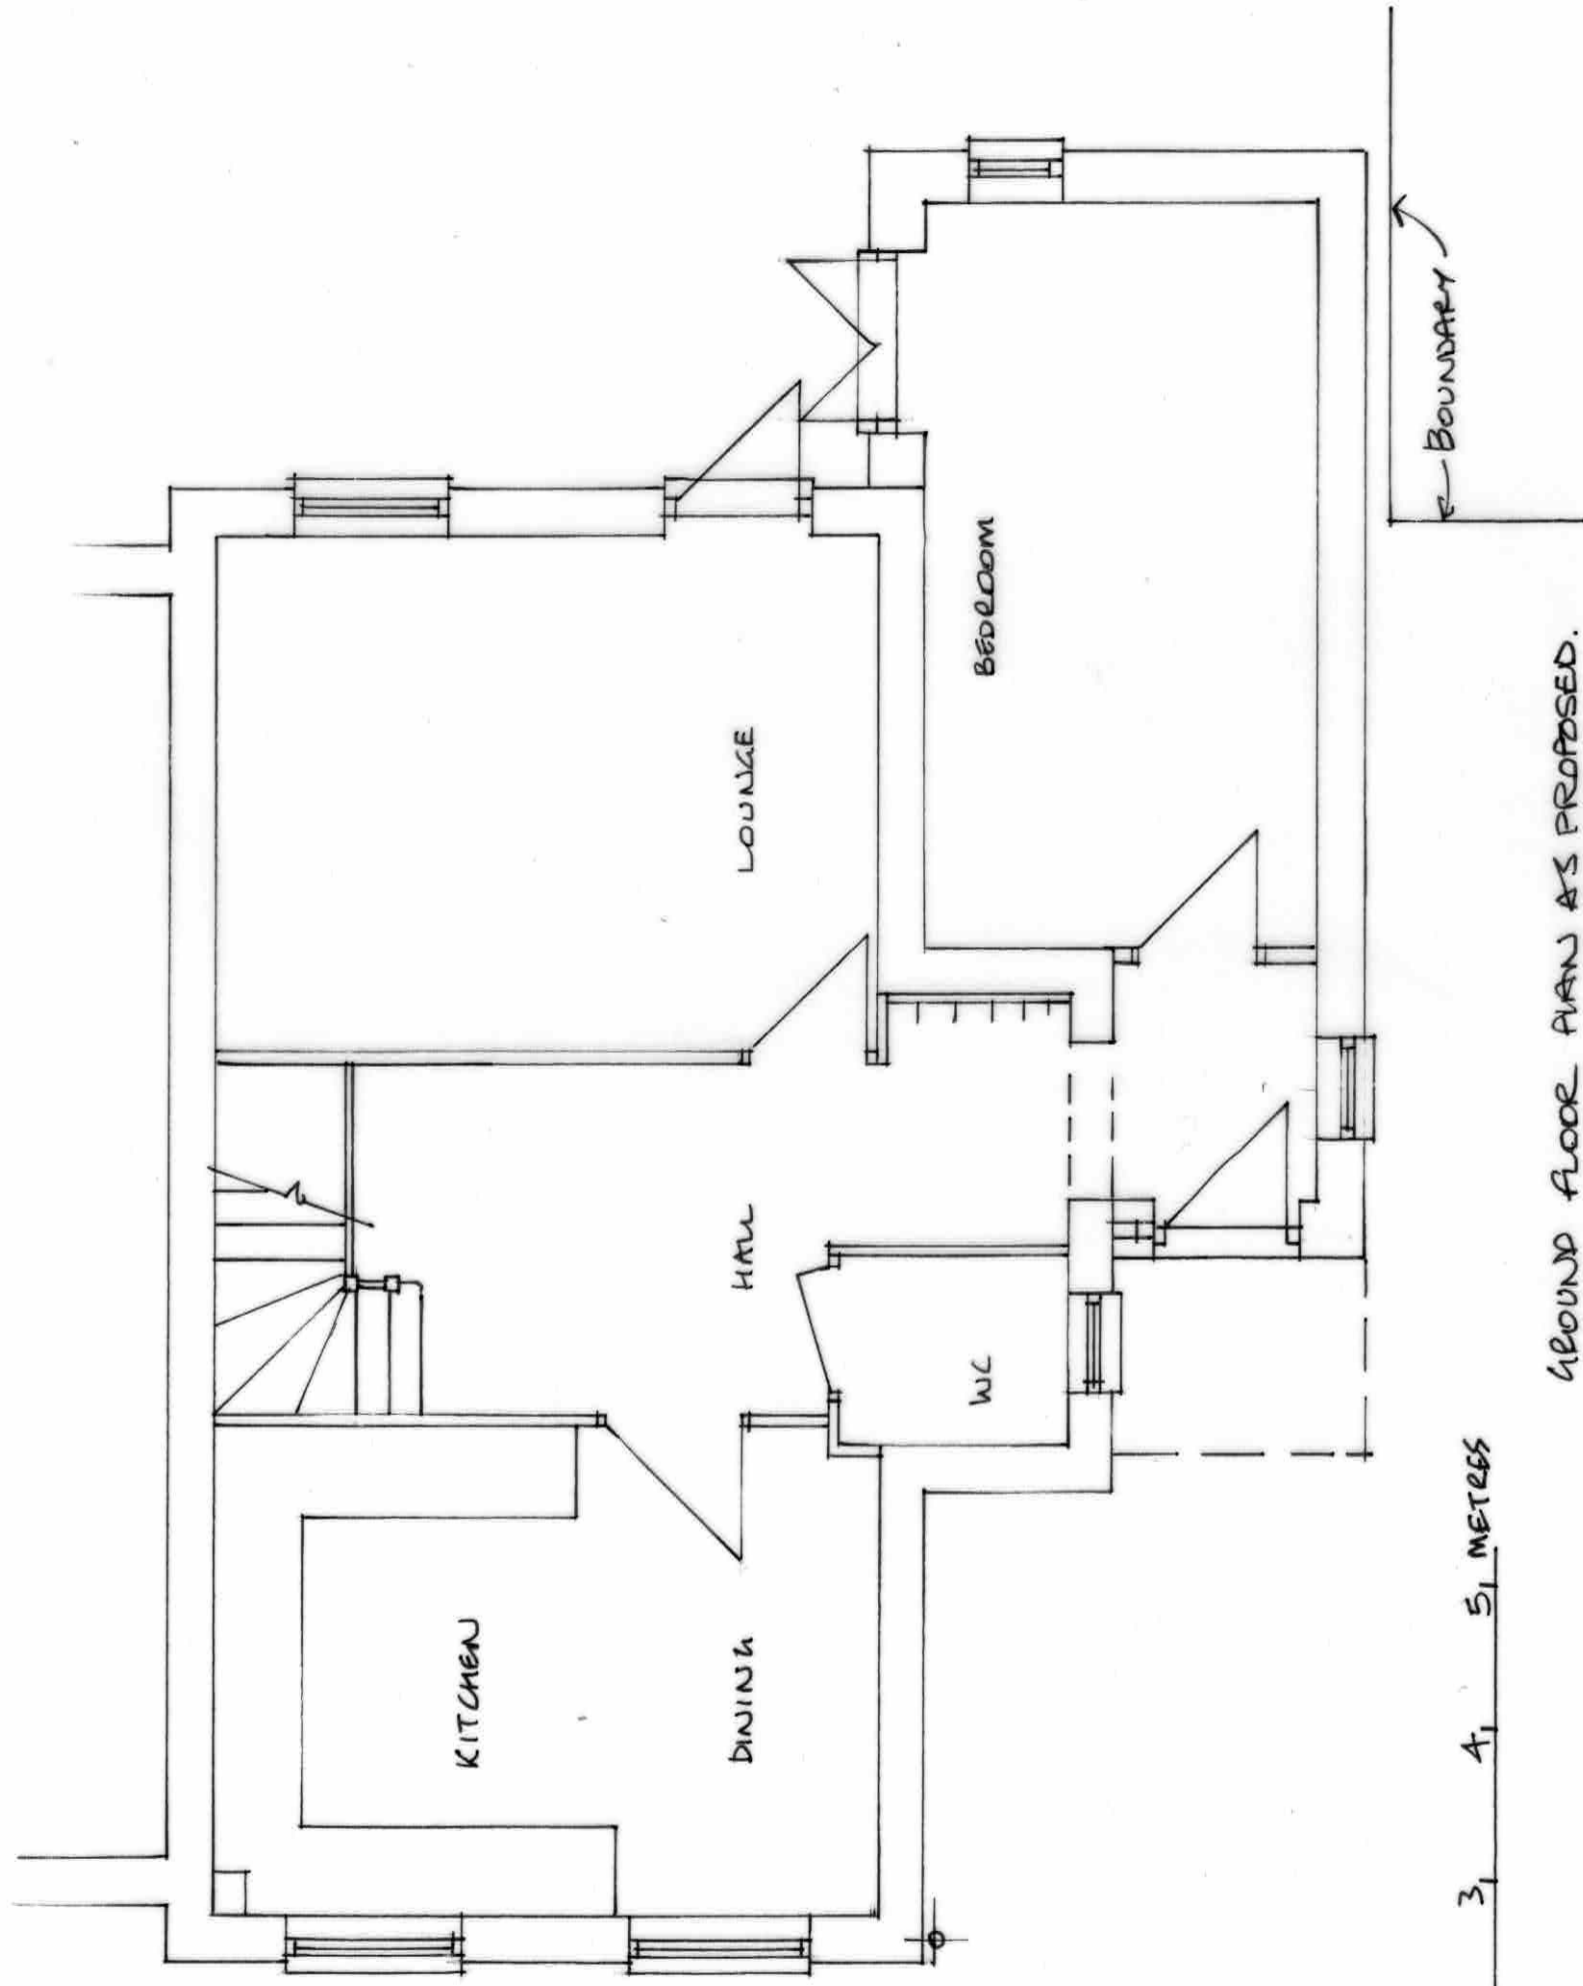 KITCHEN
DINING
HALL
WC
LOUNGE
BEDROOM
BOUNDARY
3, 4, 5, METRES
GROUND FLOOR PLAN AS PROPOSED.